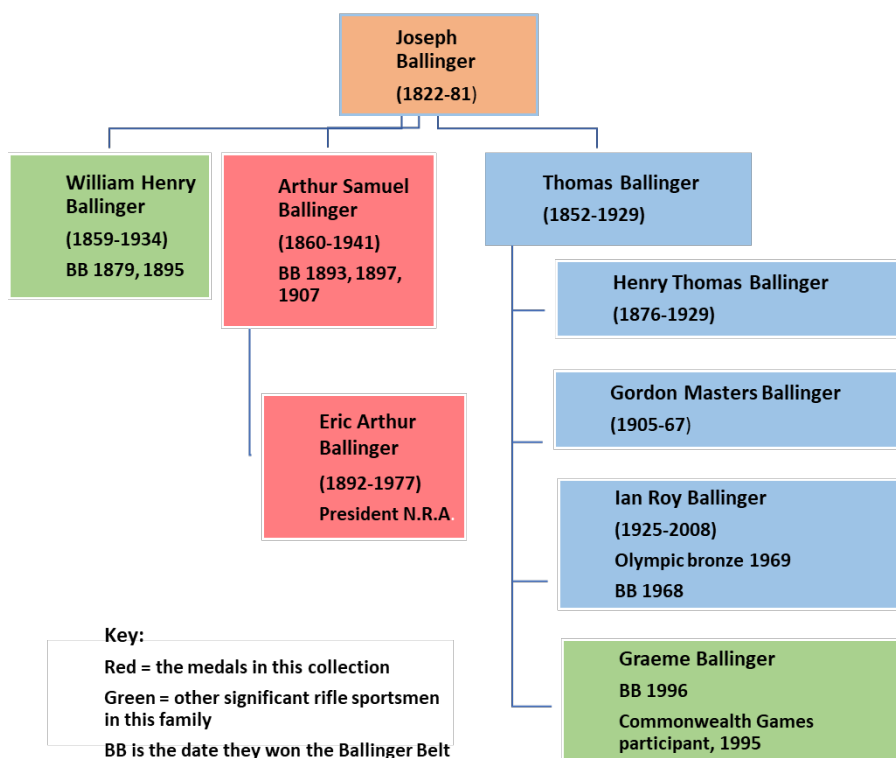 Joseph
Ballinger
(1822-81)
William Henry
Ballinger
(1859-1934)
BB 1879, 1895
Arthur Samuel
Ballinger
(1860-1941)
BB 1893, 1897,
1907
Thomas Ballinger
(1852-1929)
Henry Thomas Ballinger
(1876-1929)
Gordon Masters Ballinger
(1905-67)
Eric Arthur
Ballinger
(1892-1977)
President N.R.A.
Ian Roy Ballinger
(1925-2008)
Olympic bronze 1969
BB 1968
Graeme Ballinger
BB 1996
Commonwealth Games
participant, 1995
Key:
Red = the medals in this collection
Green = other significant rifle sportsmen
in this family
BB is the date they won the Ballinger Belt